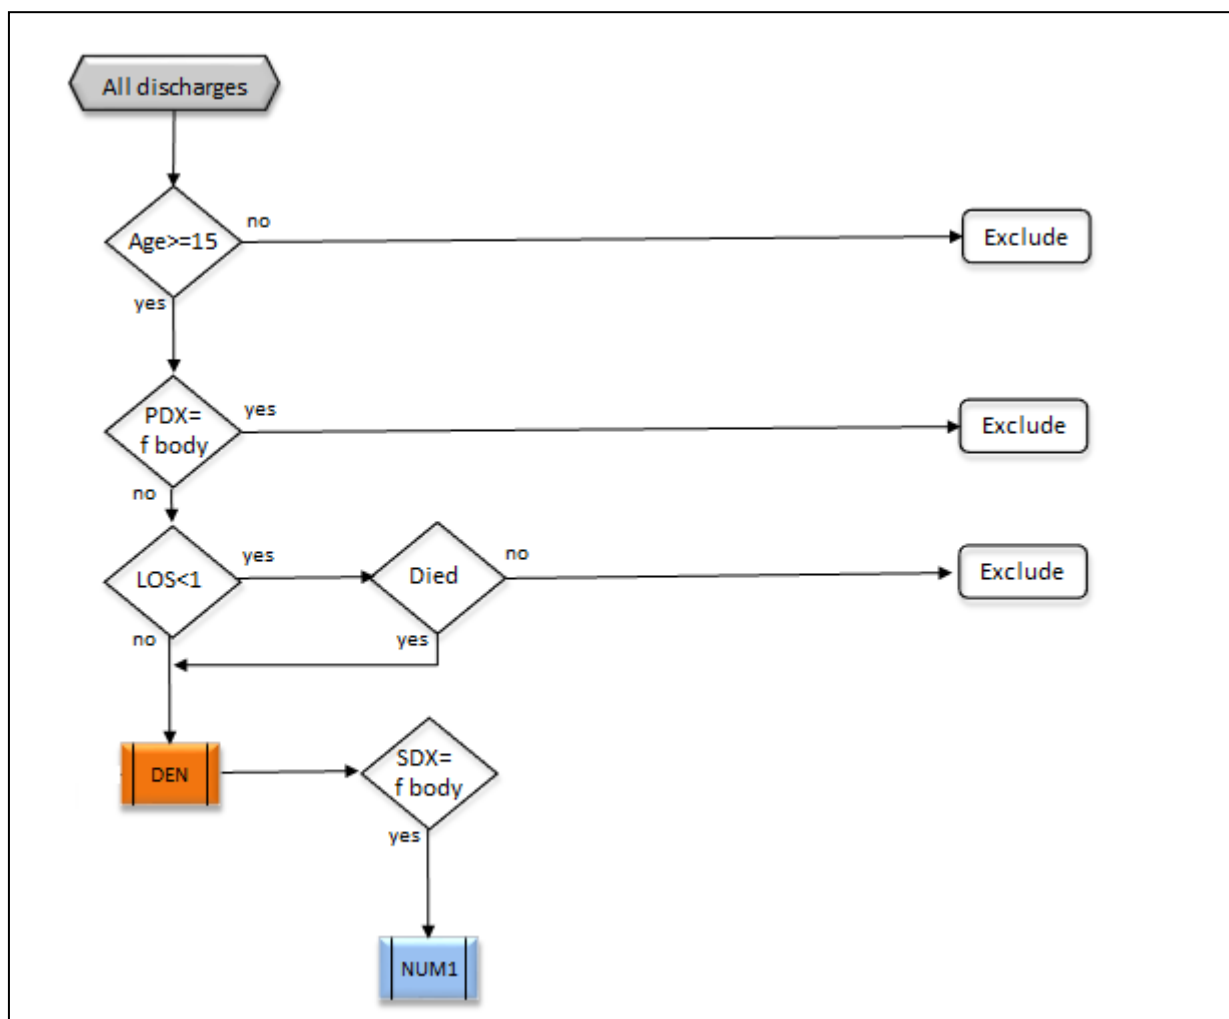 All discharges
Age>=15
no
Exclude
yes
PDX=
f body
yes
Exclude
no
LOS<1
yes
Died
no
Exclude
no
yes
DEN
SDX=
f body
yes
NUM1